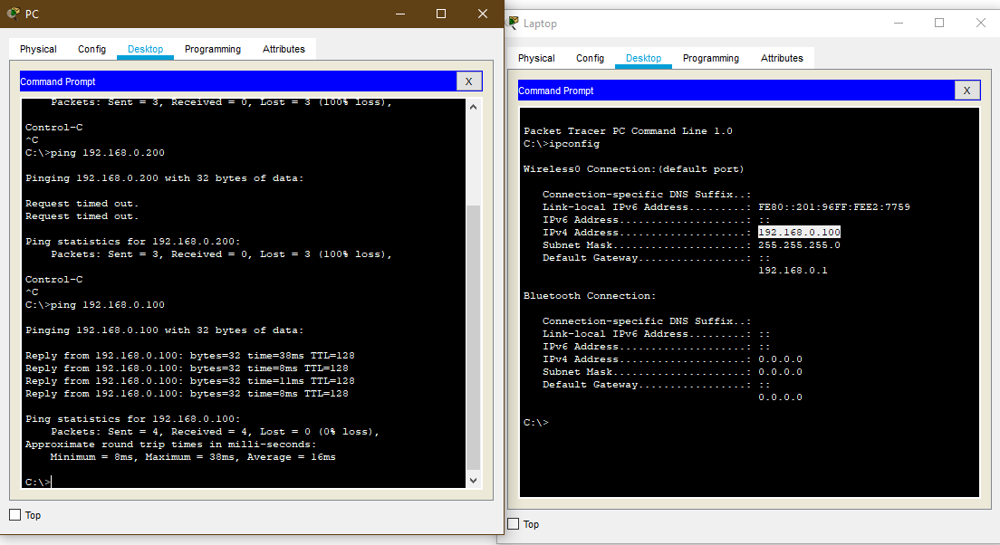 PC
Physical Config Desktop Programming Attributes
Command Prompt X
Packets: Sent = 3, Received = 0, Lost = 3 (100% loss),
Control-C
^C
C:\>ping 192.168.0.200
Pinging 192.168.0.200 with 32 bytes of data:
Request timed out.
Request timed out.
Ping statistics for 192.168.0.200:
Packets: Sent = 3, Received = 0, Lost = 3 (100% loss),
Control-C
^C
C:\>ping 192.168.0.100
Pinging 192.168.0.100 with 32 bytes of data:
Reply from 192.168.0.100: bytes=32 time=38ms TTL=128
Reply from 192.168.0.100: bytes=32 time=8ms TTL=128
Reply from 192.168.0.100: bytes=32 time=11ms TTL=128
Reply from 192.168.0.100: bytes=32 time=8ms TTL=128
Ping statistics for 192.168.0.100:
Packets: Sent = 4, Received = 4, Lost = 0 (0% loss),
Approximate round trip times in milli-seconds:
Minimum = 8ms, Maximum = 38ms, Average = 16ms
C:\>
Top
Laptop
Physical Config Desktop Programming Attributes
Command Prompt X
Packet Tracer PC Command Line 1.0
C:\>ipconfig
Wireless0 Connection:(default port)
Connection-specific DNS Suffix..:
Link-local IPv6 Address.........: FE80::201:96FF:FEE2:7759
IPv6 Address....................: ::
IPv4 Address....................: 192.168.0.100
Subnet Mask.....................: 255.255.255.0
Default Gateway.................: ::
192.168.0.1
Bluetooth Connection:
Connection-specific DNS Suffix..:
Link-local IPv6 Address.........: ::
IPv6 Address....................: ::
IPv4 Address....................: 0.0.0.0
Subnet Mask.....................: 0.0.0.0
Default Gateway.................: ::
0.0.0.0
C:\>
Top